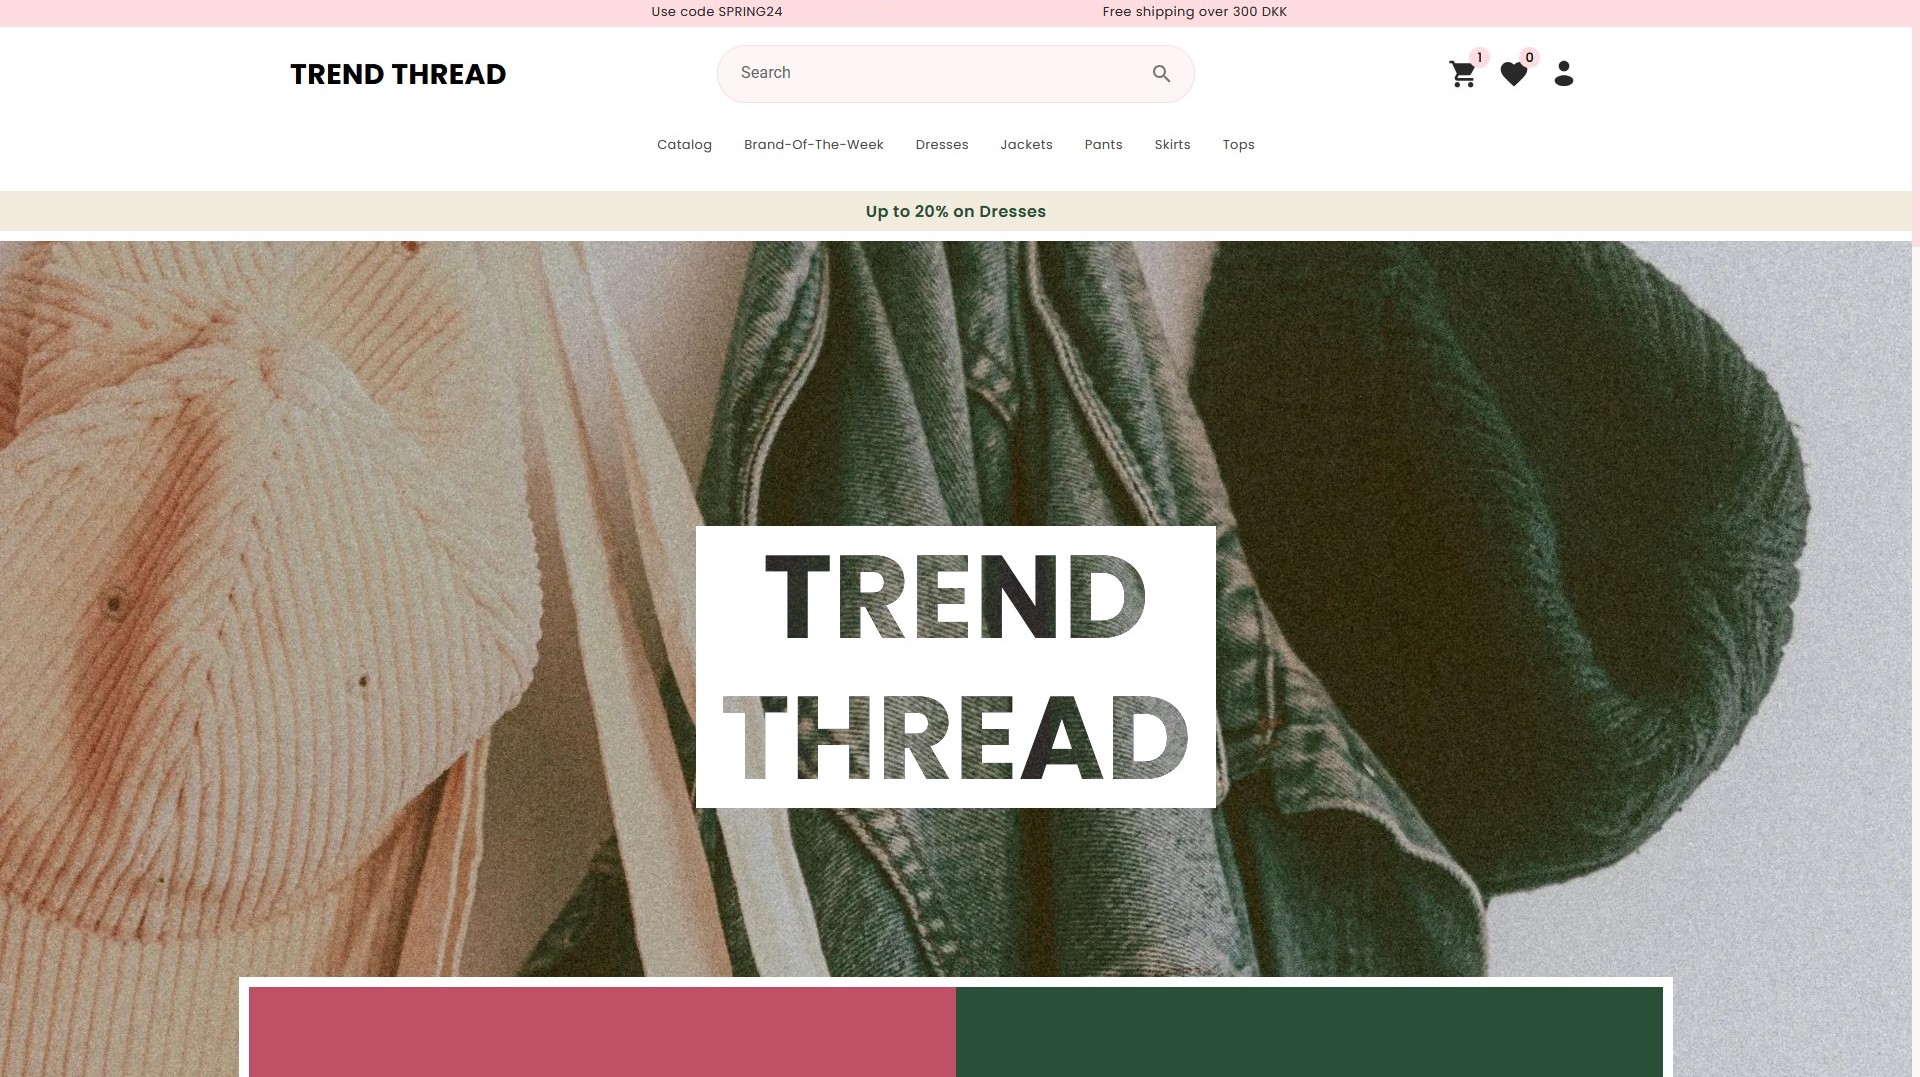 Use code SPRING24
Free shipping over 300 DKK
TREND THREAD
Search
1
0
Catalog
Brand-Of-The-Week
Dresses
Jackets
Pants
Skirts
Tops
Up to 20% on Dresses
TREND
THREAD